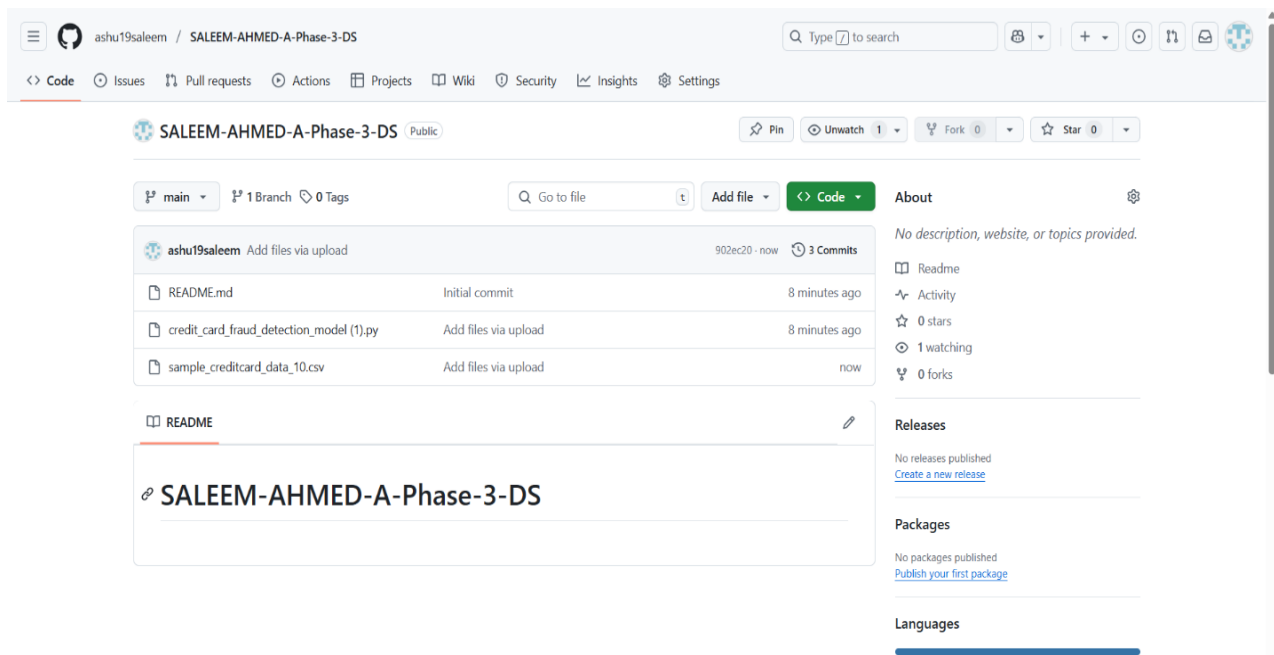 ashu19saleem / SALEEM-AHMED-A-Phase-3-DS
Type / to search
Code Issues Pull requests Actions Projects Wiki Security Insights Settings
SALEEM-AHMED-A-Phase-3-DS Public
Pin Unwatch 1 Fork 0 Star 0
main 1 Branch 0 Tags Go to file t Add file Code
ashu19saleem Add files via upload 902ec20 · now 3 Commits
README.md Initial commit 8 minutes ago
credit_card_fraud_detection_model (1).py Add files via upload 8 minutes ago
sample_creditcard_data_10.csv Add files via upload now
README
SALEEM-AHMED-A-Phase-3-DS
About
No description, website, or topics provided.
Readme
Activity
0 stars
1 watching
0 forks
Releases
No releases published
Create a new release
Packages
No packages published
Publish your first package
Languages